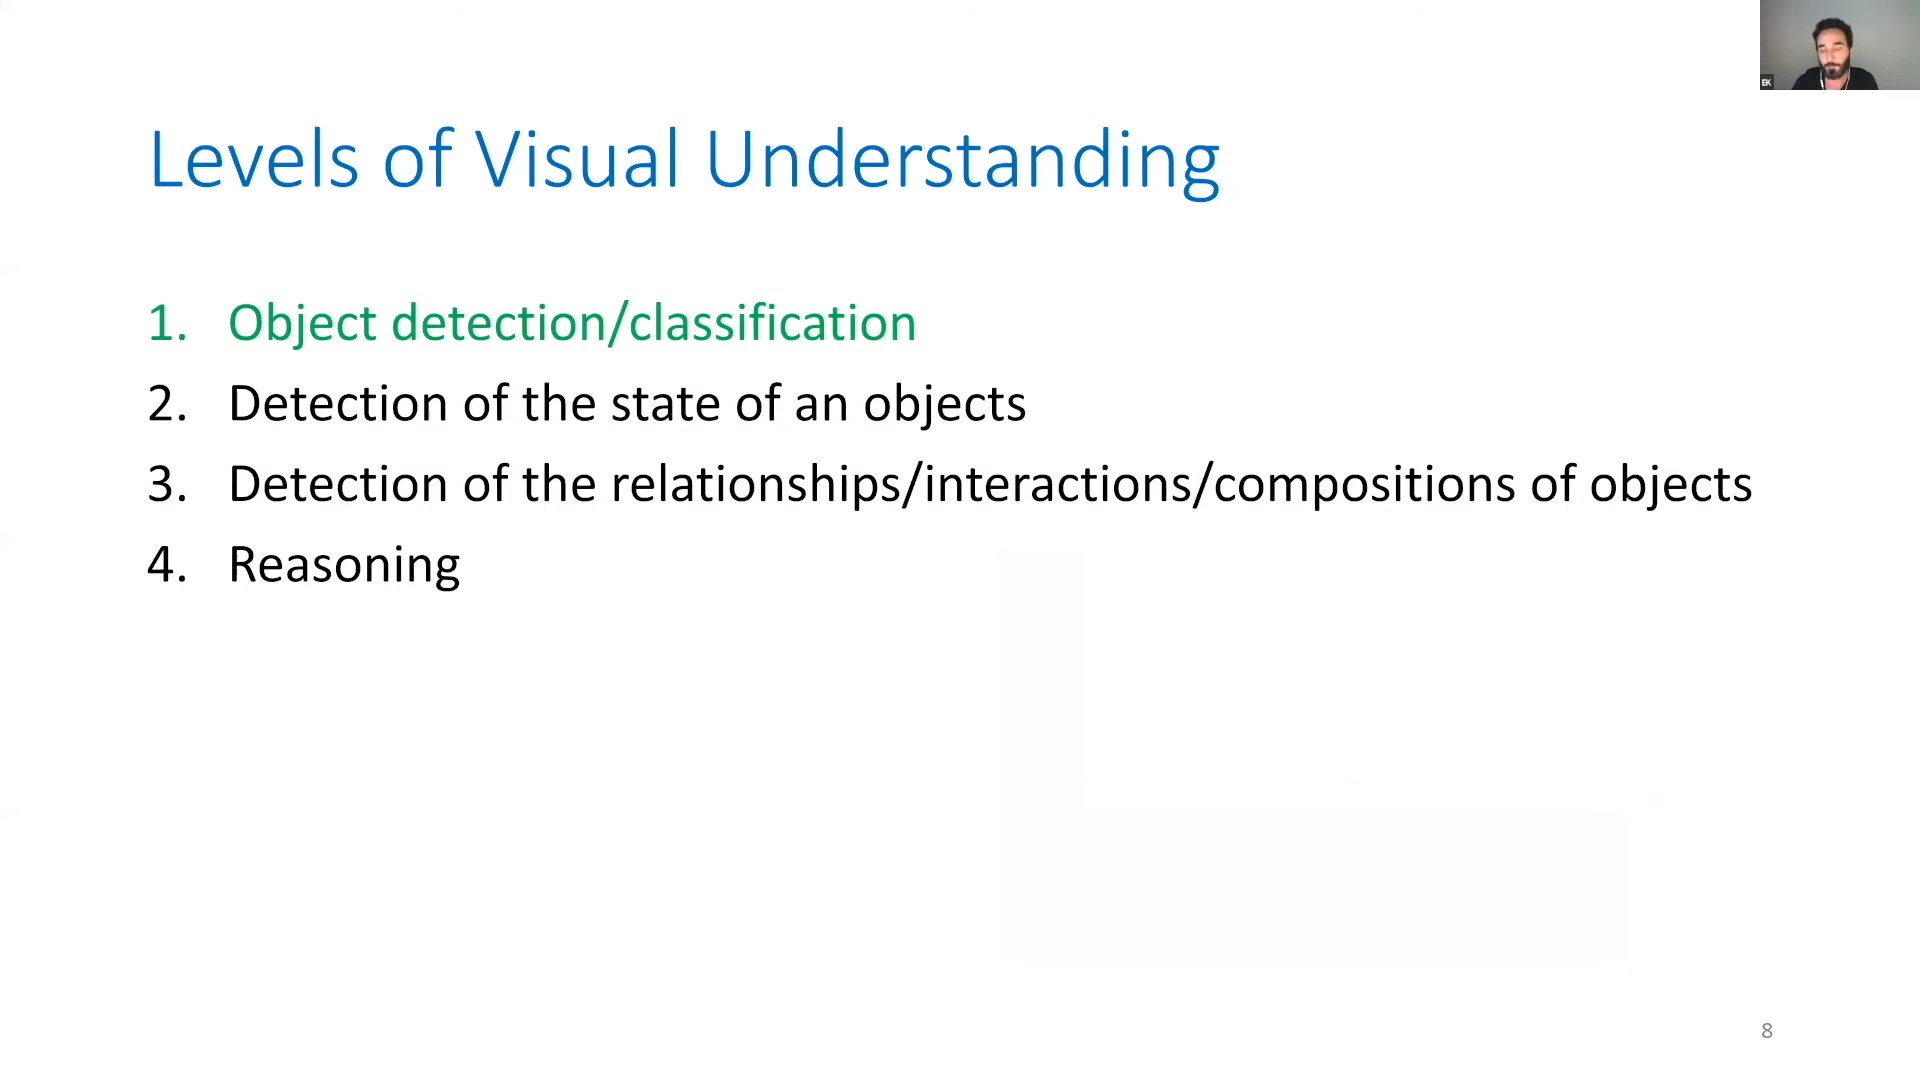 EK
Levels of Visual Understanding
1. Object detection/classification
2. Detection of the state of an objects
3. Detection of the relationships/interactions/compositions of objects
4. Reasoning
8